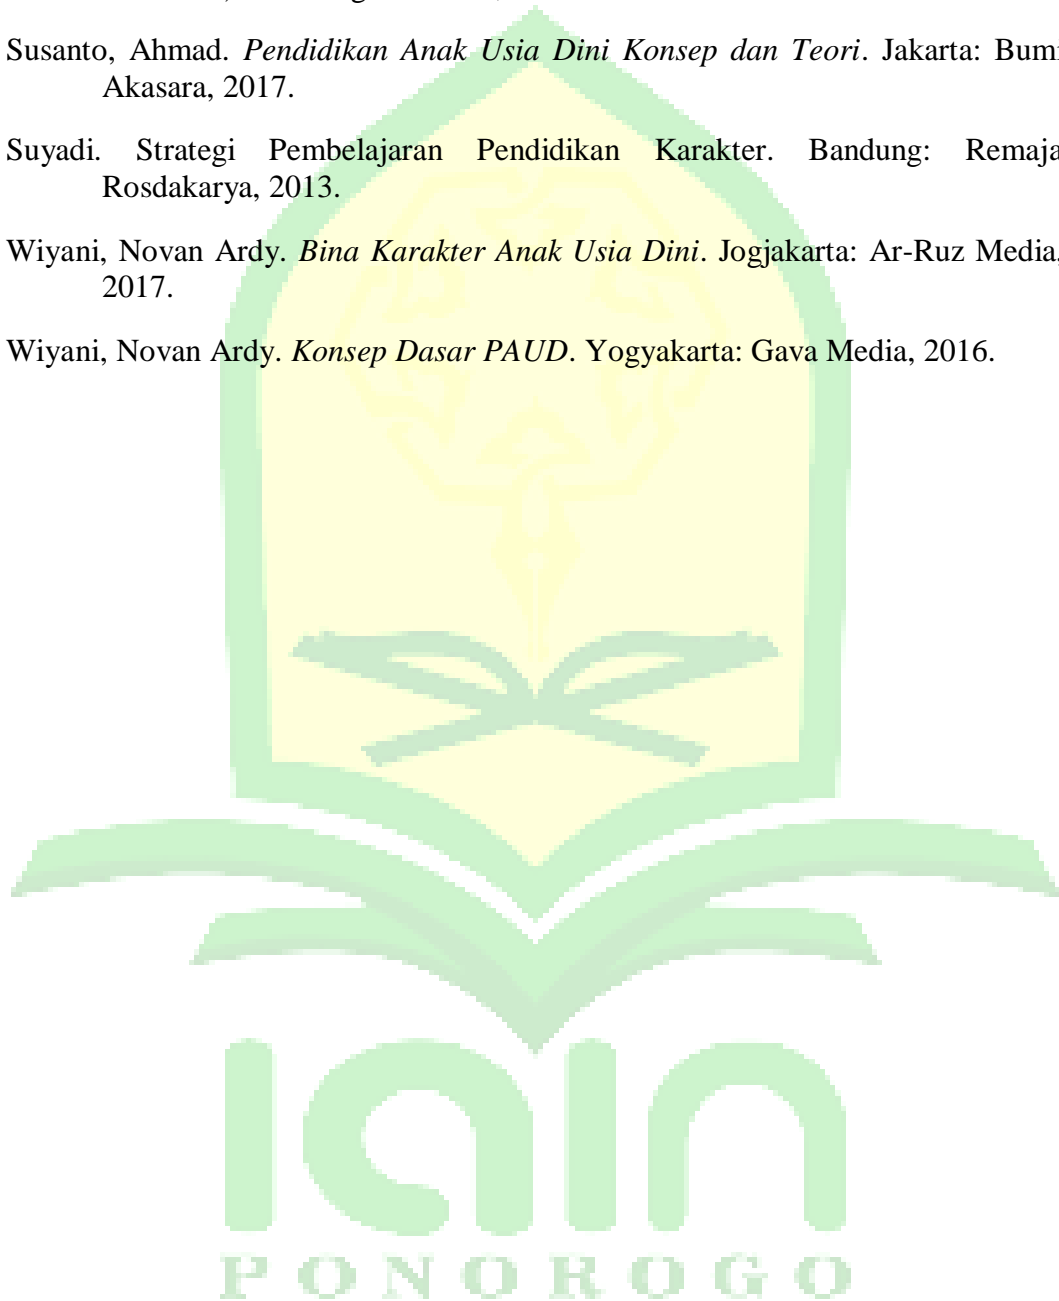 Susanto, Ahmad. Pendidikan Anak Usia Dini Konsep dan Teori. Jakarta: Bumi
Akasara, 2017.
Suyadi. Strategi Pembelajaran Pendidikan Karakter. Bandung: Remaja
Rosdakarya, 2013.
Wiyani, Novan Ardy. Bina Karakter Anak Usia Dini. Jogjakarta: Ar-Ruz Media,
2017.
Wiyani, Novan Ardy. Konsep Dasar PAUD. Yogyakarta: Gava Media, 2016.
iain
PONOROGO